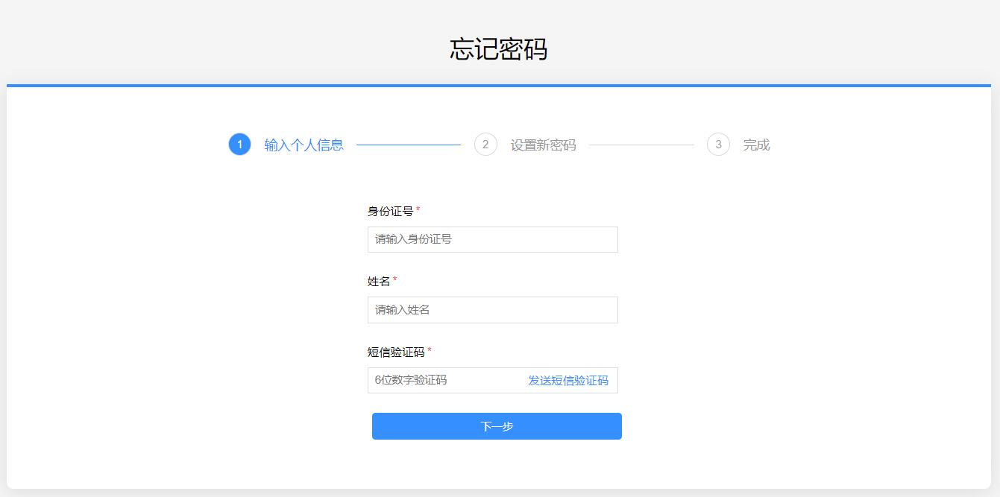 忘记密码
1 输入个人信息 2 设置新密码 3 完成
身份证号 *
请输入身份证号
姓名 *
请输入姓名
短信验证码 *
6位数字验证码 发送短信验证码
下一步